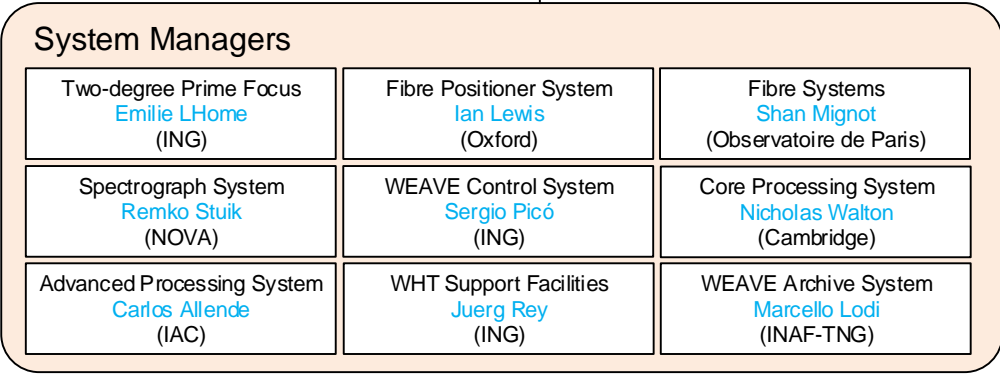 System Managers
Two-degree Prime Focus
Emilie LHome
(ING)
Fibre Positioner System
Ian Lewis
(Oxford)
Fibre Systems
Shan Mignot
(Observatoire de Paris)
Spectrograph System
Remko Stuik
(NOVA)
WEAVE Control System
Sergio Picó
(ING)
Core Processing System
Nicholas Walton
(Cambridge)
Advanced Processing System
Carlos Allende
(IAC)
WHT Support Facilities
Juerg Rey
(ING)
WEAVE Archive System
Marcello Lodi
(INAF-TNG)